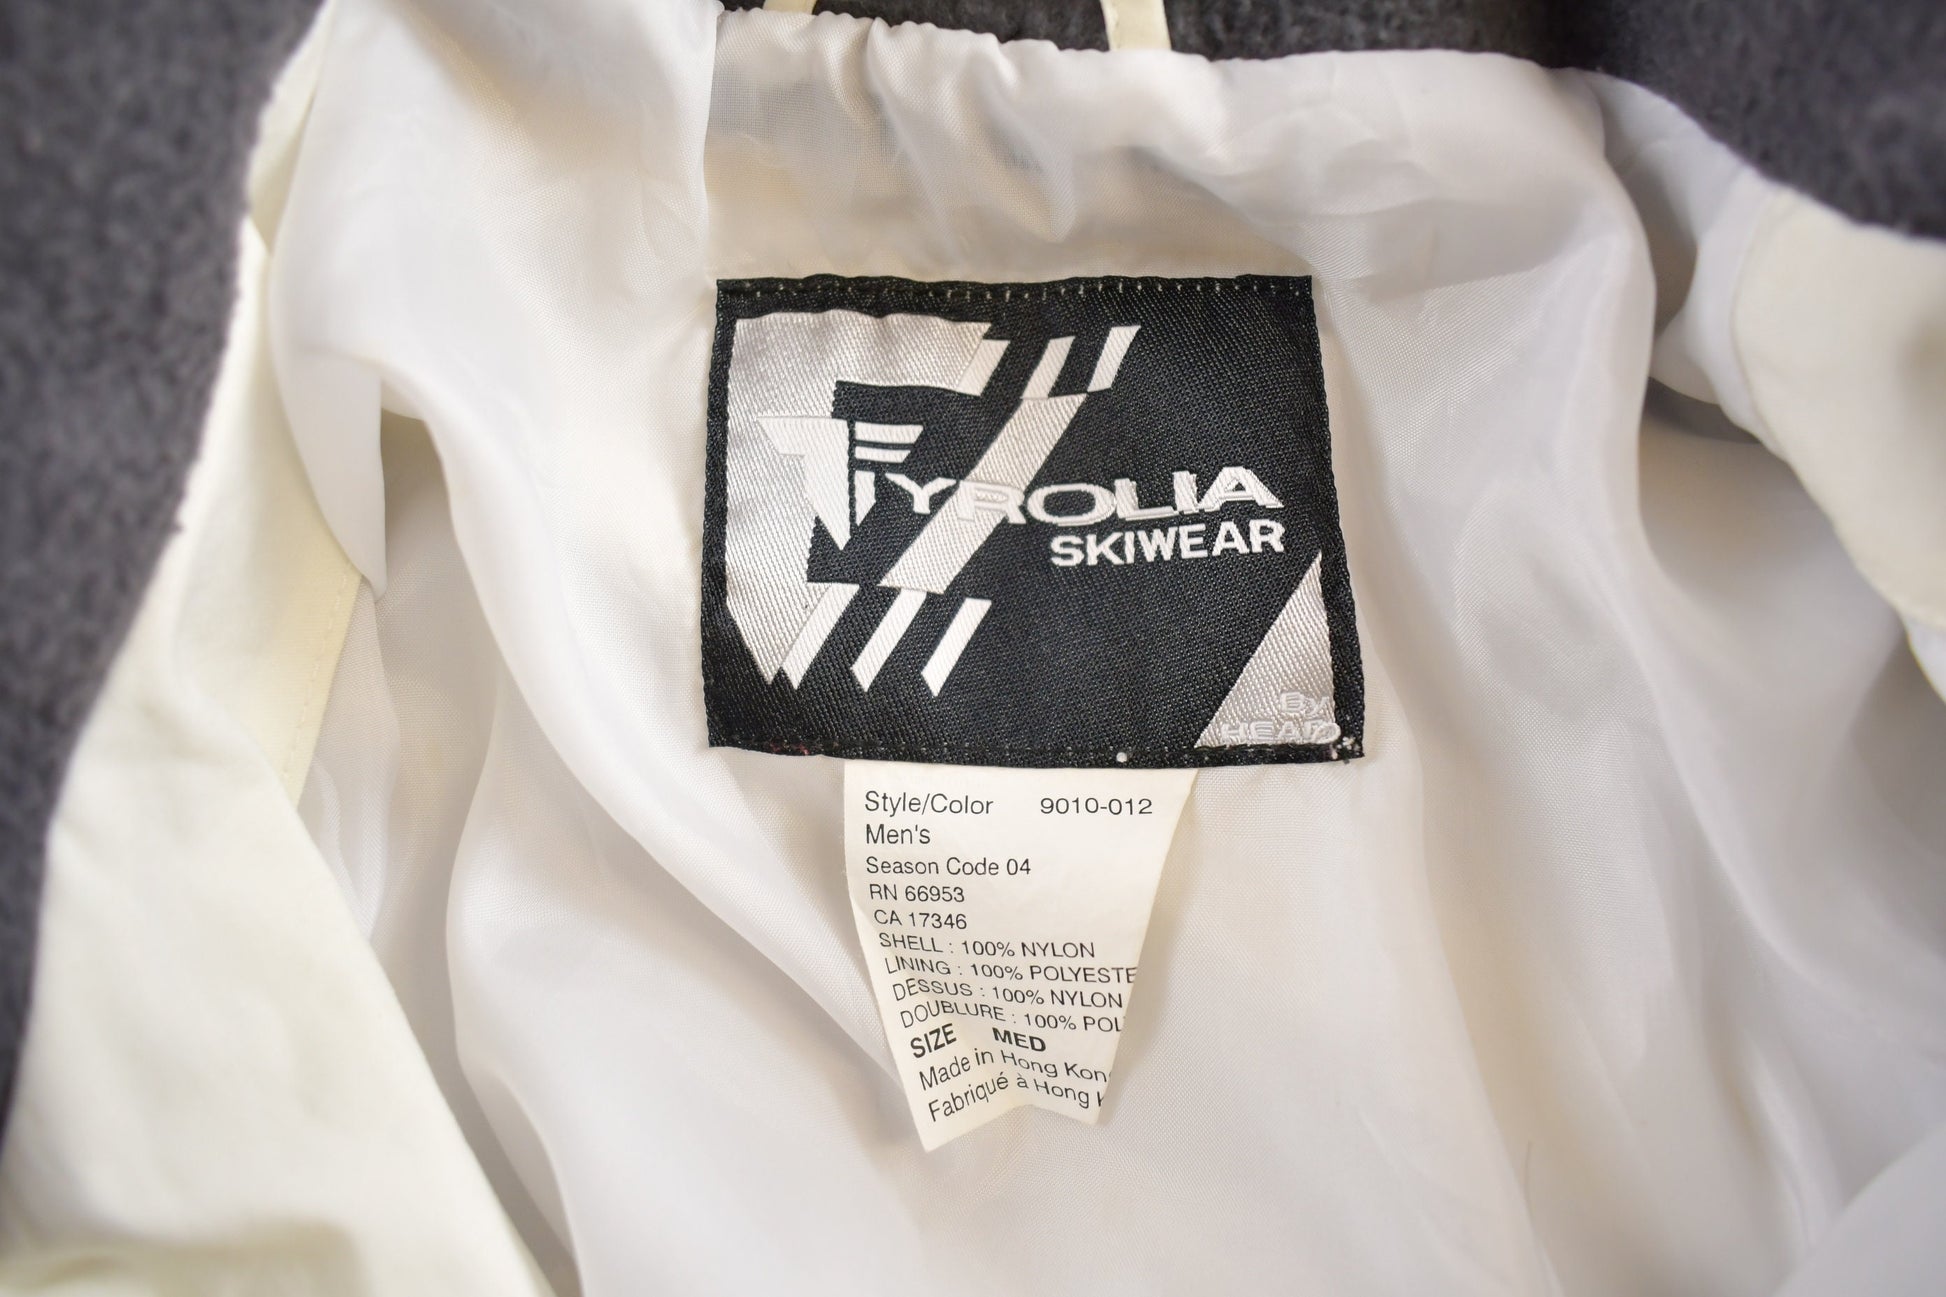 TYROLIA
SKIWEAR
By
HEAD
Style/Color 9010-012
Men's
Season Code 04
RN 66953
CA 17346
SHELL : 100% NYLON
LINING : 100% POLYESTE
DESSUS : 100% NYLON
DOUBLURE : 100% POL
SIZE MED
Made in Hong Kon
Fabriqué à Hong